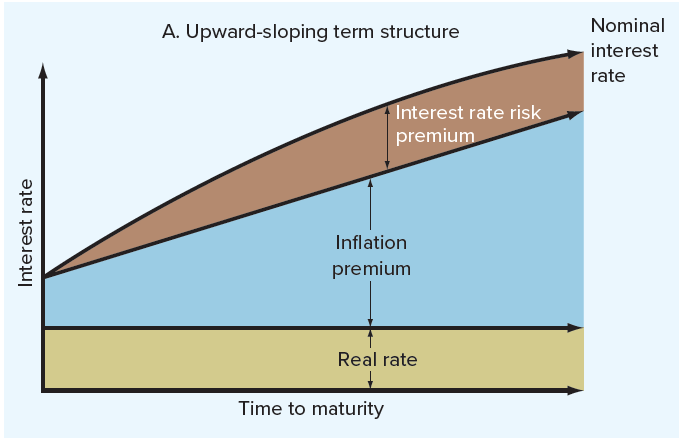 A. Upward-sloping term structure
Nominal
interest
rate
Interest rate risk
premium
Interest rate
Inflation
premium
Real rate
Time to maturity